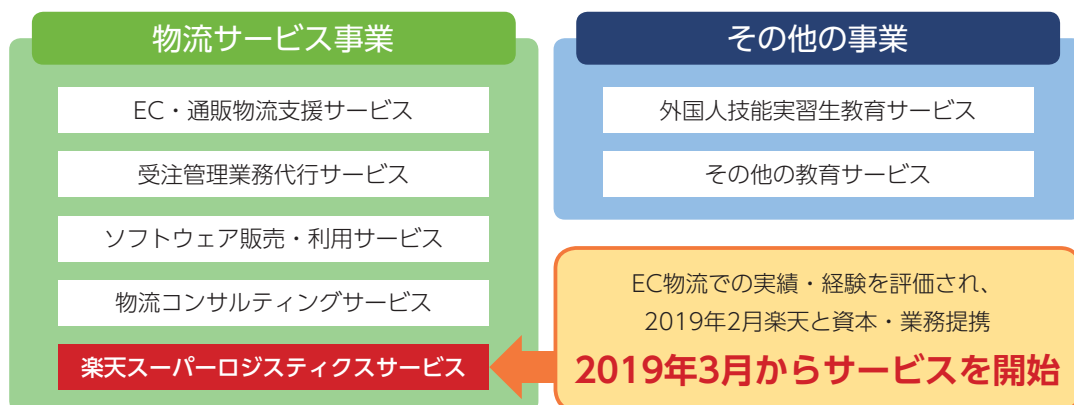 物流サービス事業
EC・通販物流支援サービス
受注管理業務代行サービス
ソフトウェア販売・利用サービス
物流コンサルティングサービス
楽天スーパーロジスティクスサービス
その他の事業
外国人技能実習生教育サービス
その他の教育サービス
EC物流での実績・経験を評価され、
2019年2月楽天と資本・業務提携
2019年3月からサービスを開始